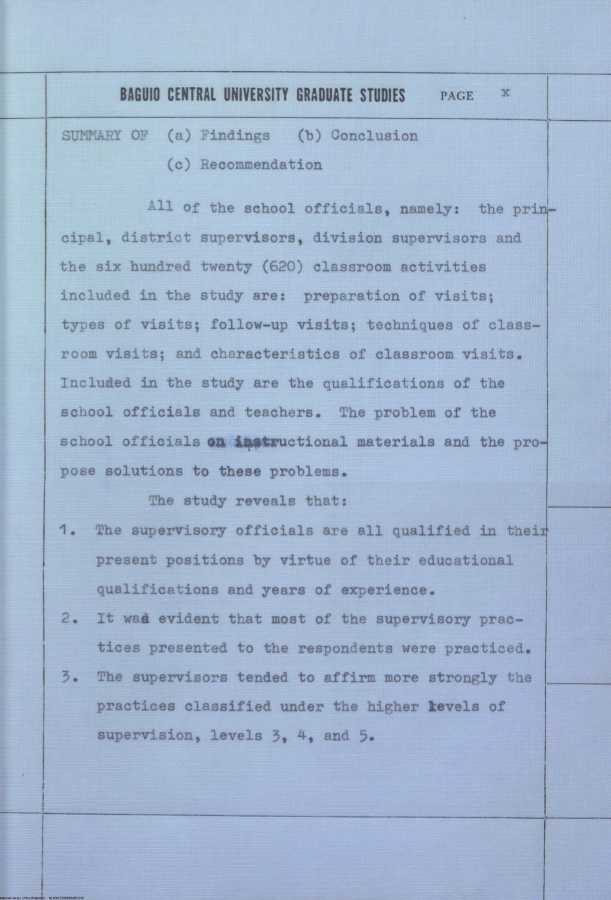 BAGUIO CENTRAL UNIVERSITY GRADUATE STUDIES PAGE x
SUMMARY OF (a) Findings (b) Conclusion
(c) Recommendation
All of the school officials, namely: the prin-
cipal, district supervisors, division supervisors and
the six hundred twenty (620) classroom activities
included in the study are: preparation of visits;
types of visits; follow-up visits; techniques of class-
room visits; and characteristics of classroom visits.
Included in the study are the qualifications of the
school officials and teachers. The problem of the
school officials on instructional materials and the pro-
pose solutions to these problems.
The study reveals that:
1. The supervisory officials are all qualified in their
present positions by virtue of their educational
qualifications and years of experience.
2. It was evident that most of the supervisory prac-
tices presented to the respondents were practiced.
3. The supervisors tended to affirm more strongly the
practices classified under the higher levels of
supervision, levels 3, 4, and 5.